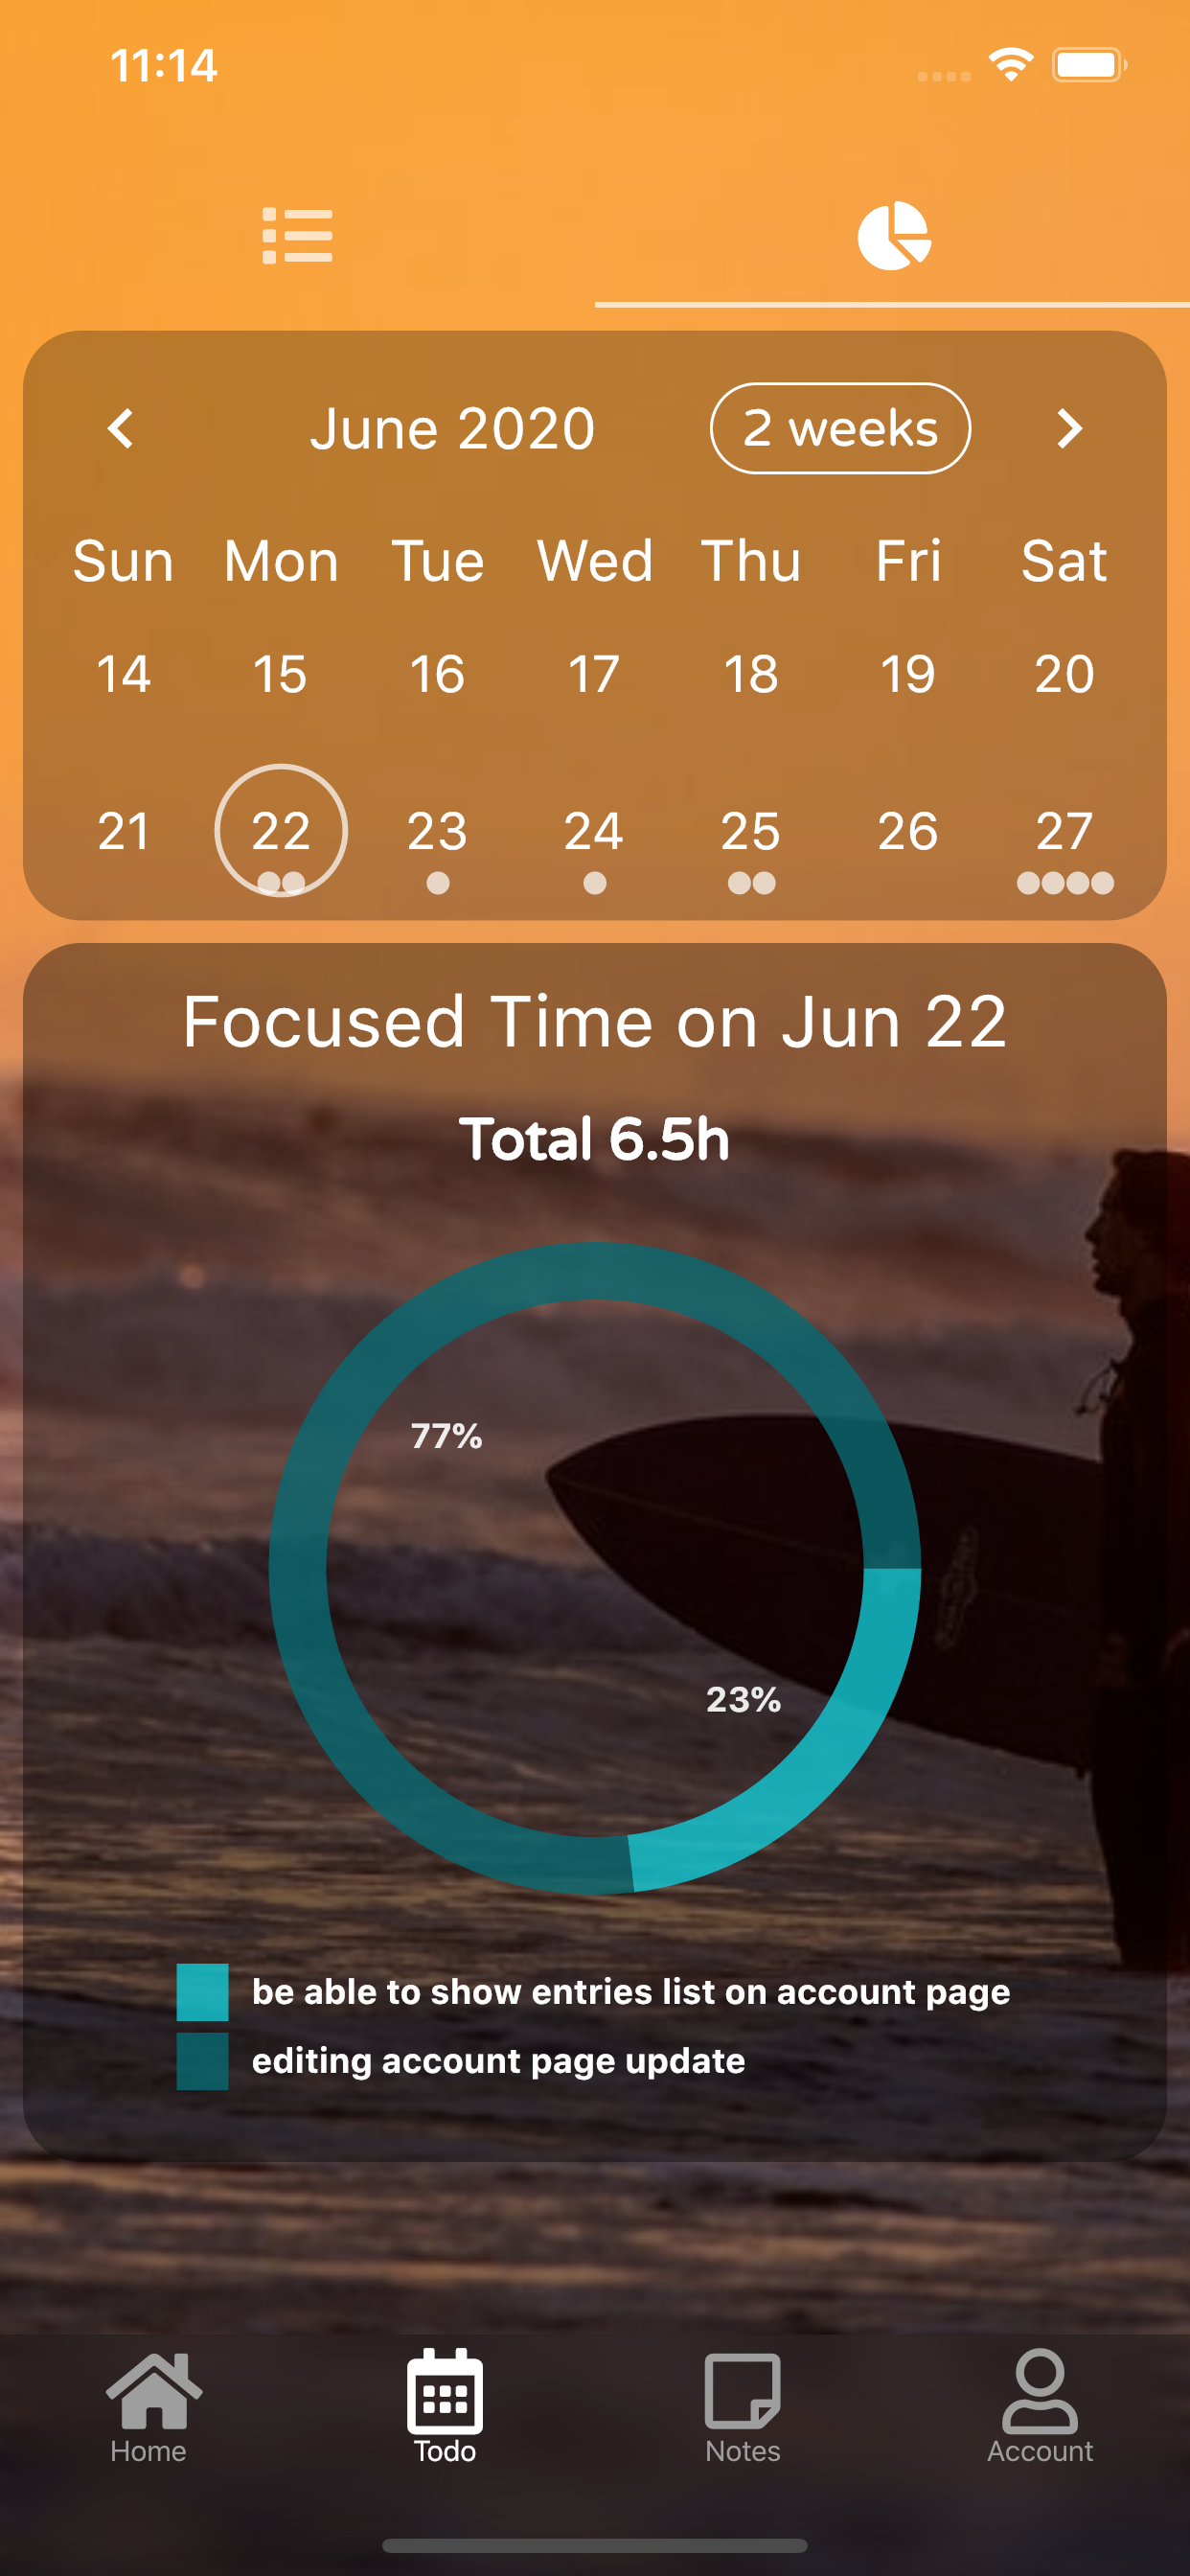 11:14
June 2020 2 weeks
Sun Mon Tue Wed Thu Fri Sat
14 15 16 17 18 19 20
21 22 23 24 25 26 27
Focused Time on Jun 22
Total 6.5h
77%
23%
be able to show entries list on account page
editing account page update
Home Todo Notes Account